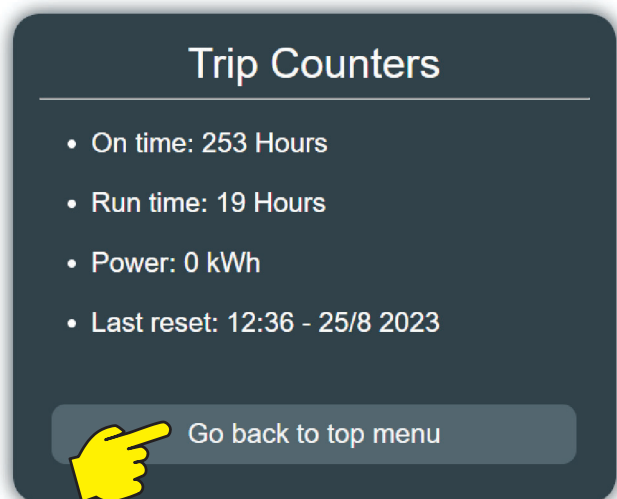 Trip Counters
• On time: 253 Hours
• Run time: 19 Hours
• Power: 0 kWh
• Last reset: 12:36 - 25/8 2023
Go back to top menu